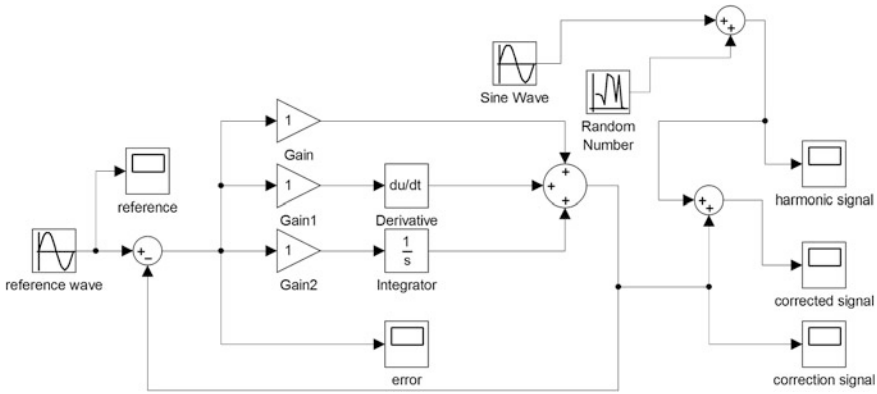 Sine Wave
Random
Number
1
Gain
reference
1
du/dt
harmonic signal
Gain1
Derivative
reference wave
1
1
s
Gain2
Integrator
corrected signal
error
correction signal